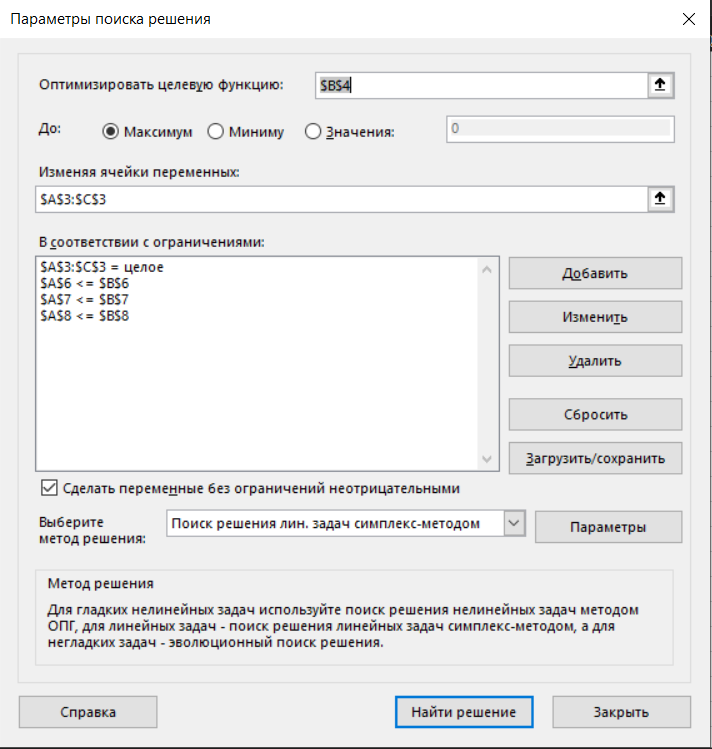 Параметры поиска решения
Оптимизировать целевую функцию: $B$4
До: Максимум Миниму Значения: 0
Изменяя ячейки переменных:
$A$3:$C$3
В соответствии с ограничениями:
$A$3:$C$3 = целое
$A$6 <= $B$6
$A$7 <= $B$7
$A$8 <= $B$8
Добавить
Изменить
Удалить
Сбросить
Загрузить/сохранить
Сделать переменные без ограничений неотрицательными
Выберите
метод решения:
Поиск решения лин. задач симплекс-методом
Параметры
Метод решения
Для гладких нелинейных задач используйте поиск решения нелинейных задач методом
ОПГ, для линейных задач - поиск решения линейных задач симплекс-методом, а для
негладких задач - эволюционный поиск решения.
Справка
Найти решение
Закрыть